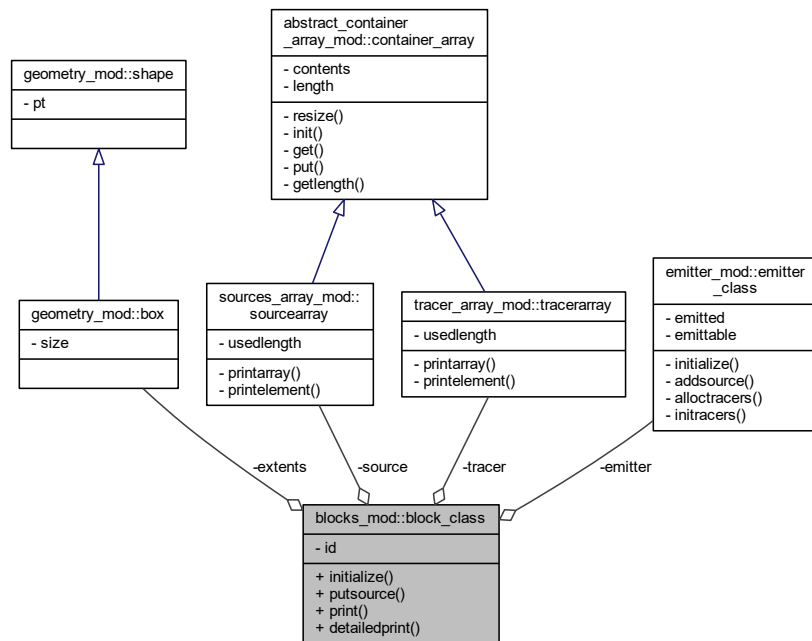 abstract_container
_array_mod::container_array
- contents
- length
- resize()
- init()
- get()
- put()
- getlength()
geometry_mod::shape
- pt
geometry_mod::box
- size
sources_array_mod::
sourcearray
- usedlength
- printarray()
- printelement()
tracer_array_mod::tracerarray
- usedlength
- printarray()
- printelement()
emitter_mod::emitter
_class
- emitted
- emittable
- initialize()
- addsource()
- alloctracers()
- initracers()
-extents
-source
-tracer
-emitter
blocks_mod::block_class
- id
+ initialize()
+ putsource()
+ print()
+ detailedprint()